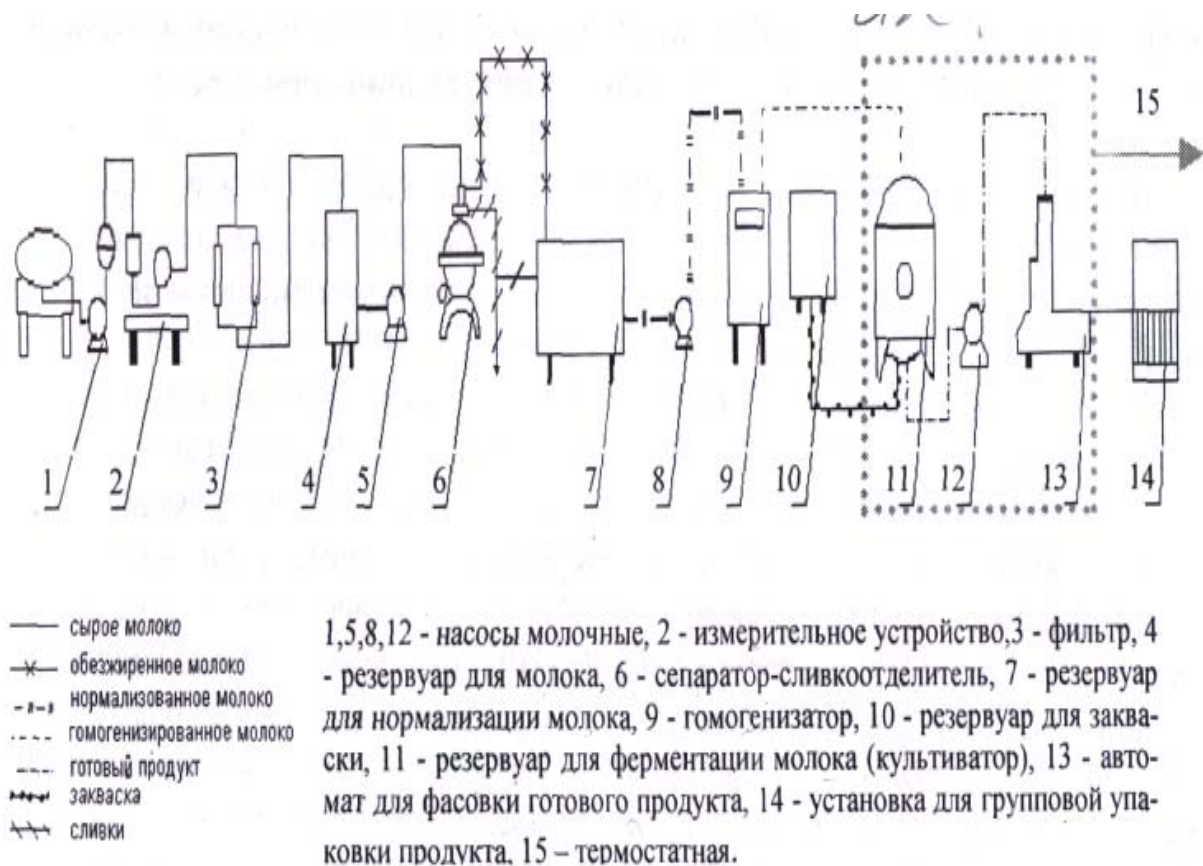 15
1 2 3 4 5 6 7 8 9 10 11 12 13 14
сырое молоко
обезжиренное молоко
нормализованное молоко
гомогенизированное молоко
готовый продукт
закваска
сливки
1,5,8,12 - насосы молочные, 2 - измерительное устройство,3 - фильтр, 4
- резервуар для молока, 6 - сепаратор-сливкоотделитель, 7 - резервуар
для нормализации молока, 9 - гомогенизатор, 10 - резервуар для заква-
ски, 11 - резервуар для ферментации молока (культиватор), 13 - авто-
мат для фасовки готового продукта, 14 - установка для групповой упа-
ковки продукта, 15 – термостатная.